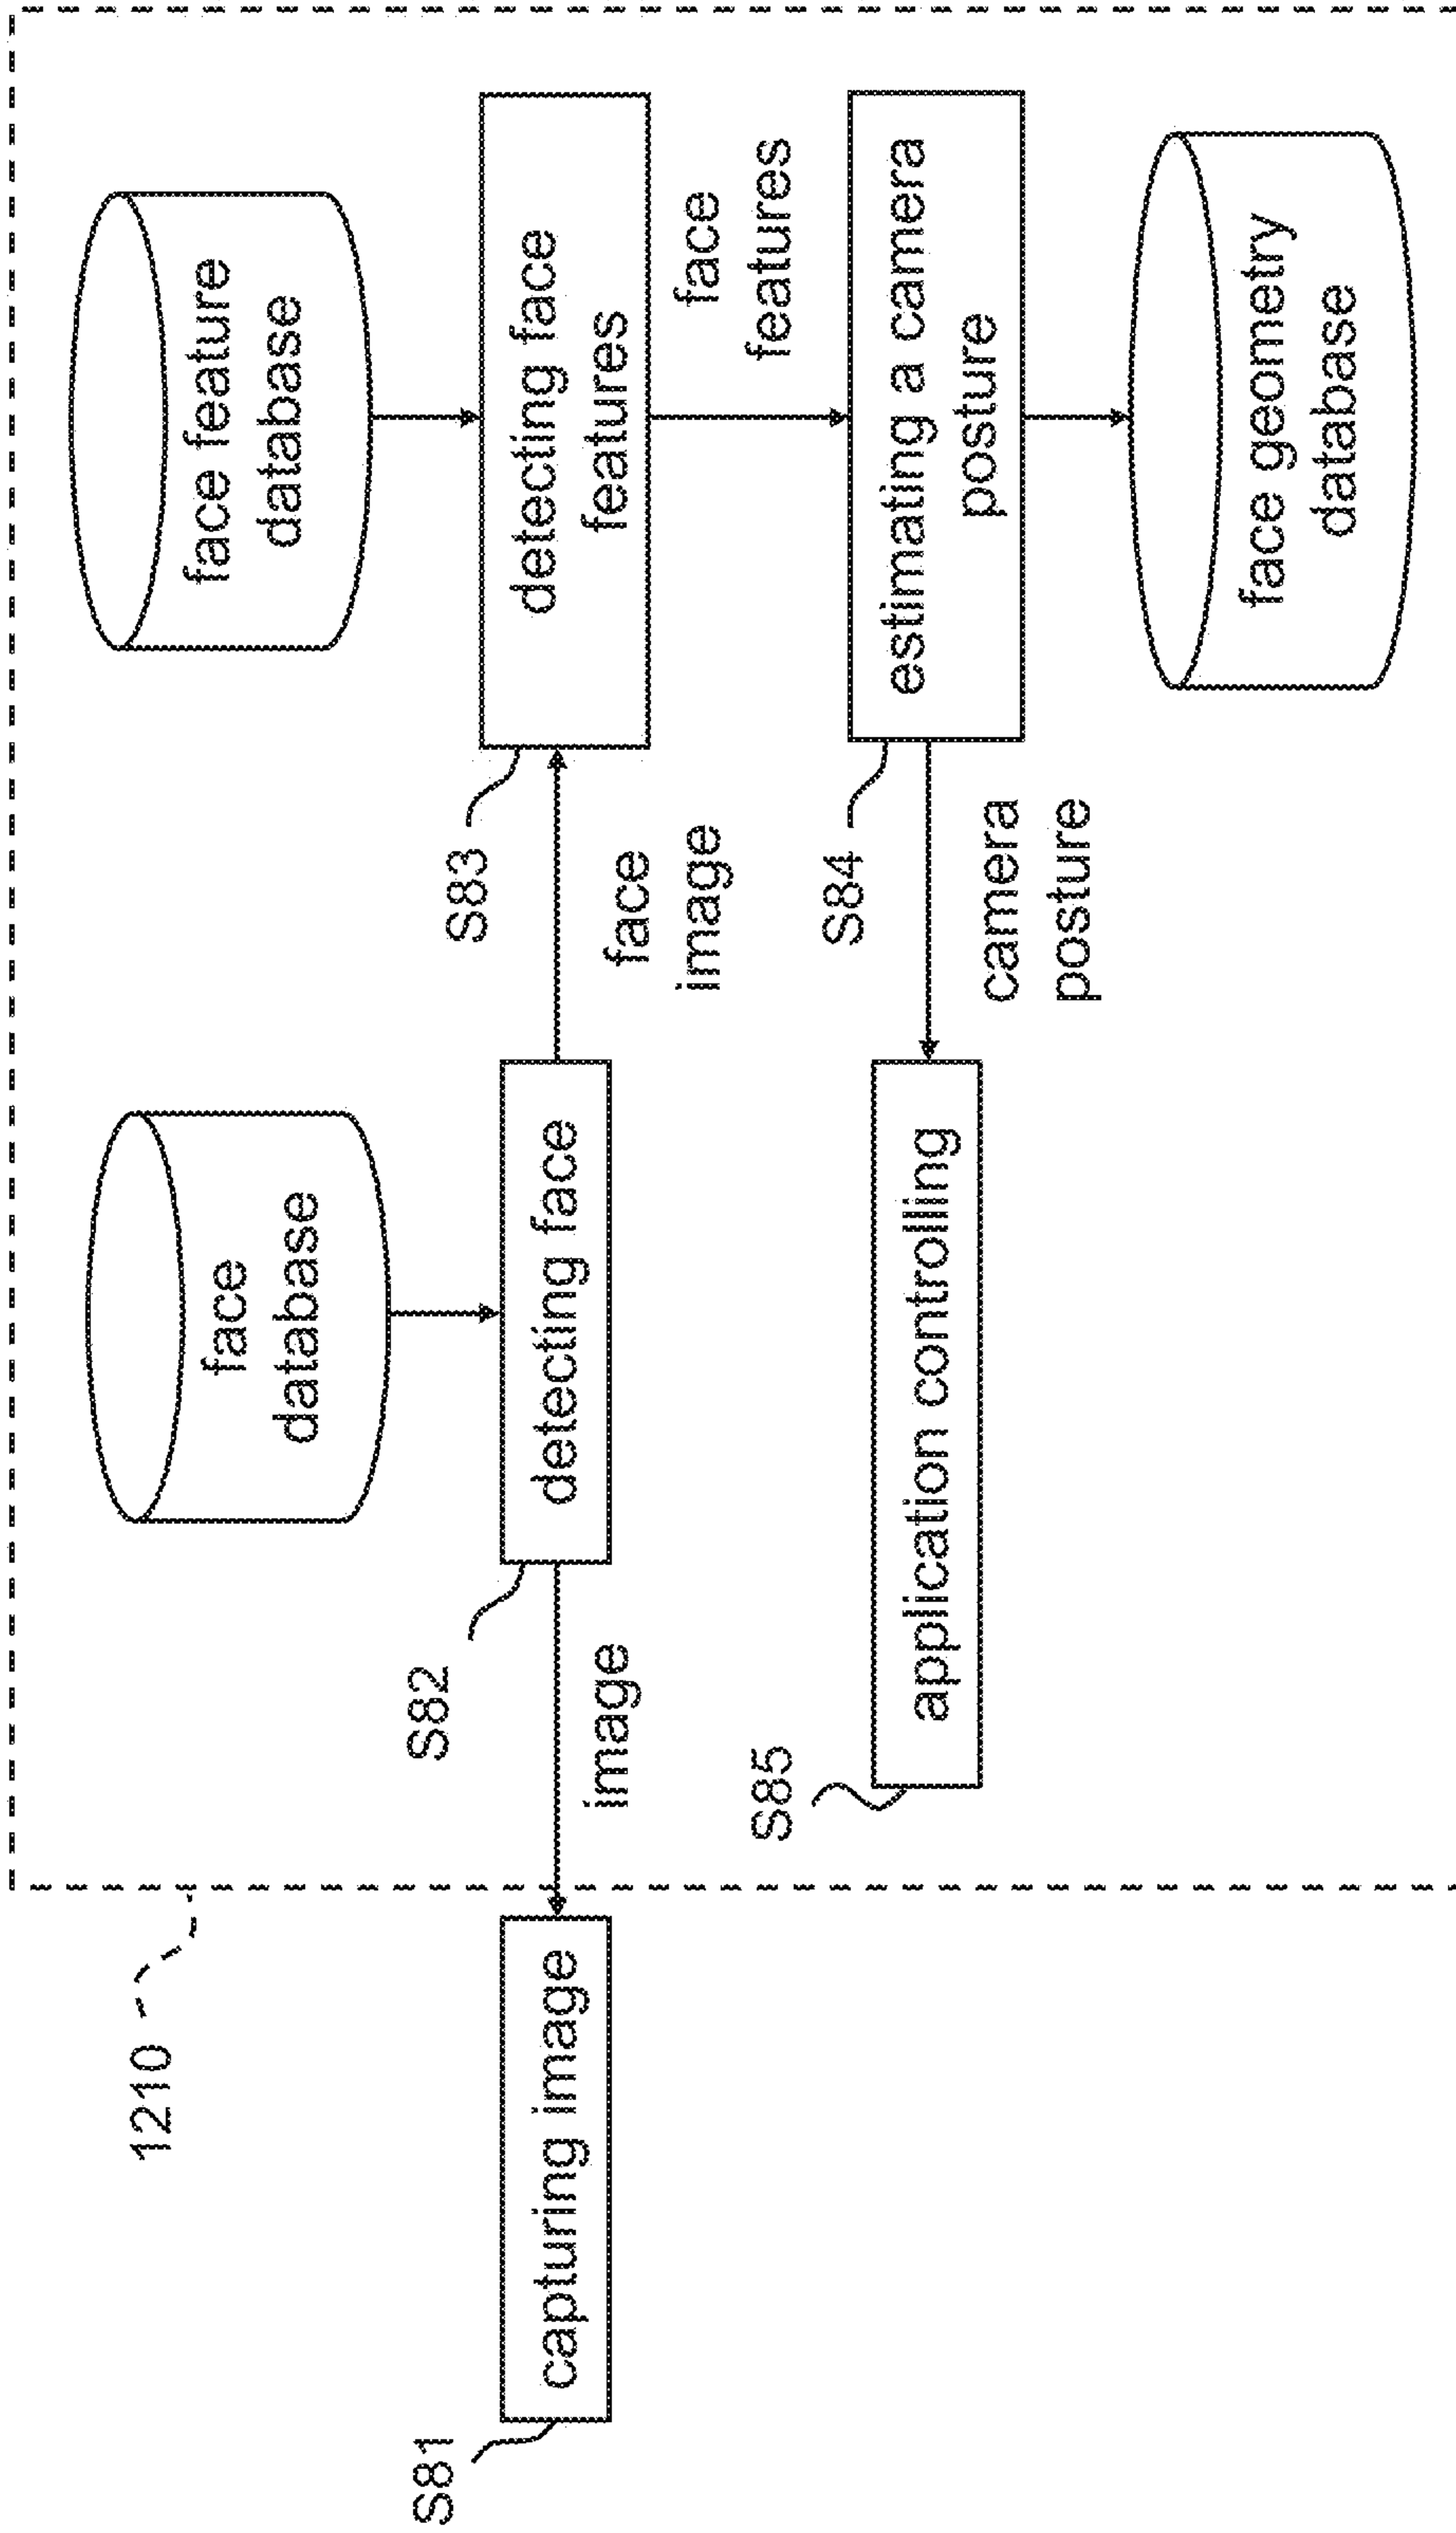 1210
S81
capturing image
image
S82
detecting face
face
database
face
image
S83
detecting face
features
face feature
database
face
features
S84
estimating a camera
posture
face geometry
database
camera
posture
S85
application controlling